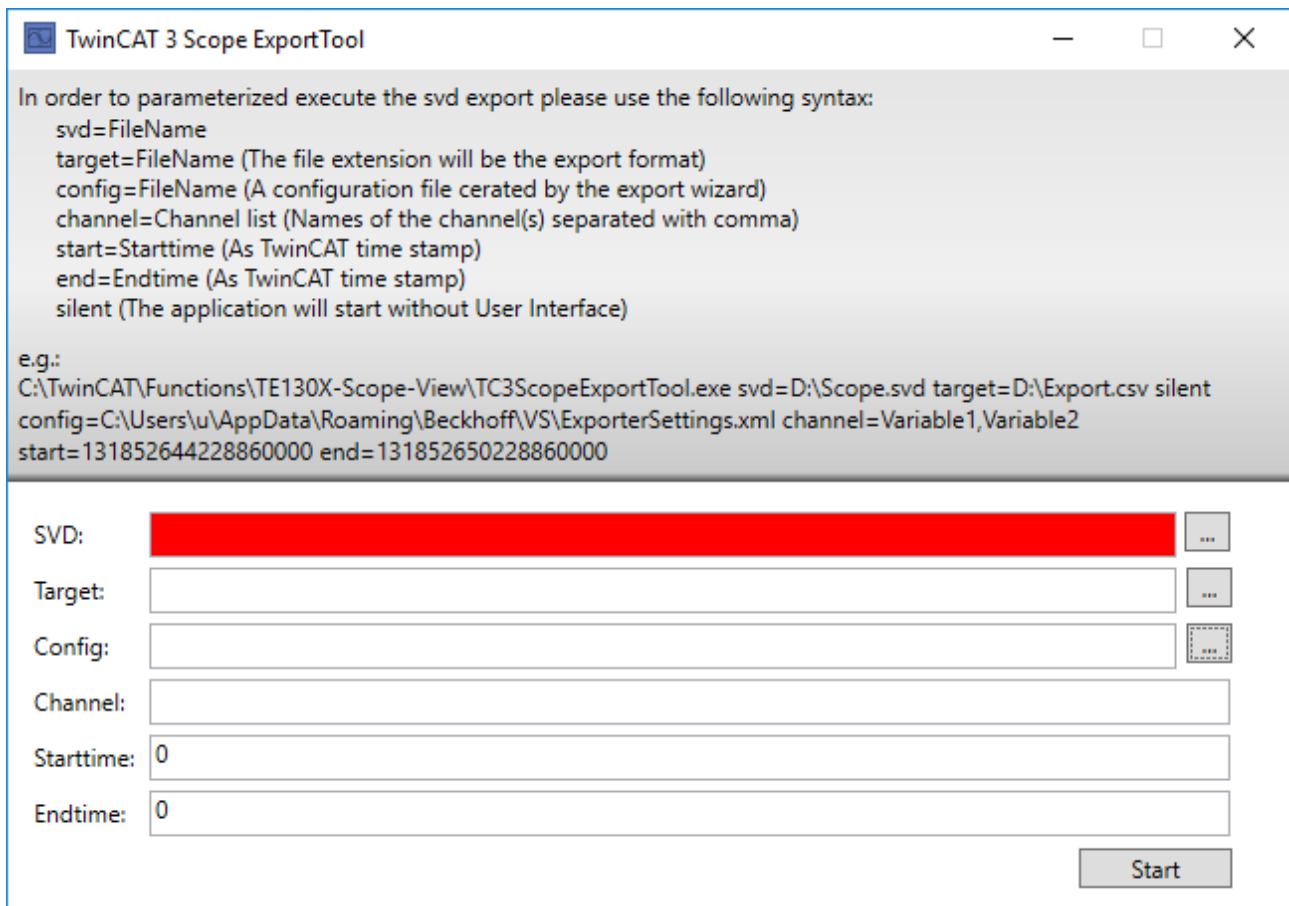 TwinCAT 3 Scope ExportTool
In order to parameterized execute the svd export please use the following syntax:
svd=FileName
target=FileName (The file extension will be the export format)
config=FileName (A configuration file cerated by the export wizard)
channel=Channel list (Names of the channel(s) separated with comma)
start=Starttime (As TwinCAT time stamp)
end=Endtime (As TwinCAT time stamp)
silent (The application will start without User Interface)
e.g.:
C:\TwinCAT\Functions\TE130X-Scope-View\TC3ScopeExportTool.exe svd=D:\Scope.svd target=D:\Export.csv silent
config=C:\Users\u\AppData\Roaming\Beckhoff\VS\ExporterSettings.xml channel=Variable1,Variable2
start=131852644228860000 end=131852650228860000
SVD: ...
Target: ...
Config: ...
Channel:
Starttime: 0
Endtime: 0
Start